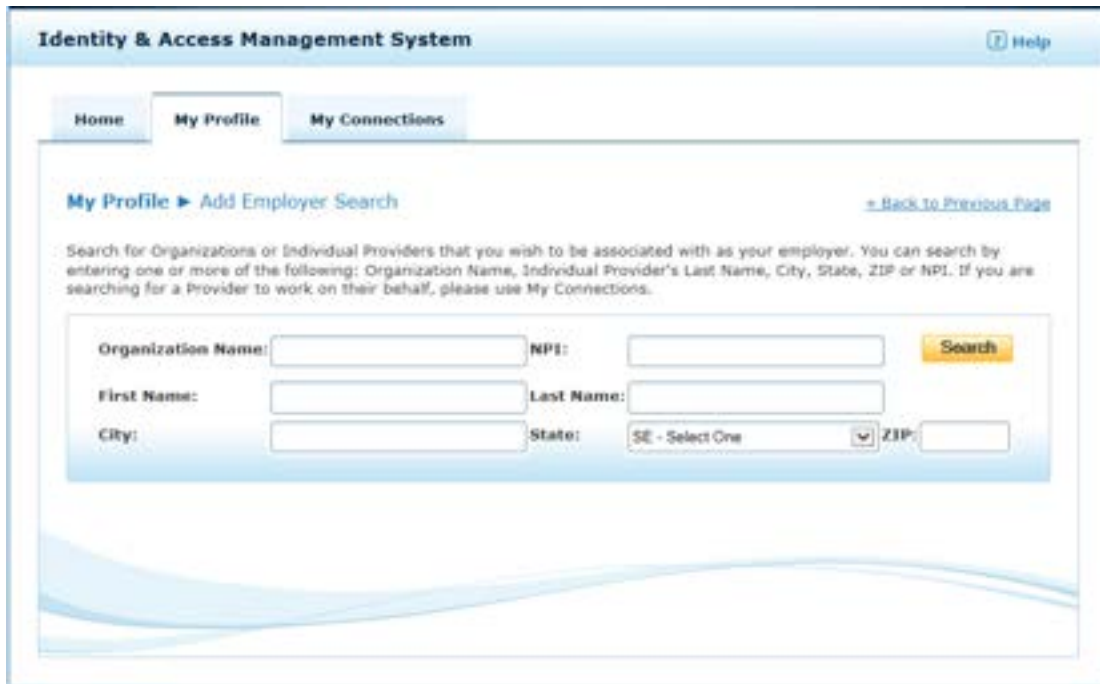 Identity & Access Management System
? Help
Home My Profile My Connections
My Profile ► Add Employer Search
« Back to Previous Page
Search for Organizations or Individual Providers that you wish to be associated with as your employer. You can search by
entering one or more of the following: Organization Name, Individual Provider's Last Name, City, State, ZIP or NPI. If you are
searching for a Provider to work on their behalf, please use My Connections.
Organization Name: NPI: Search
First Name: Last Name:
City: State: SE - Select One ZIP: